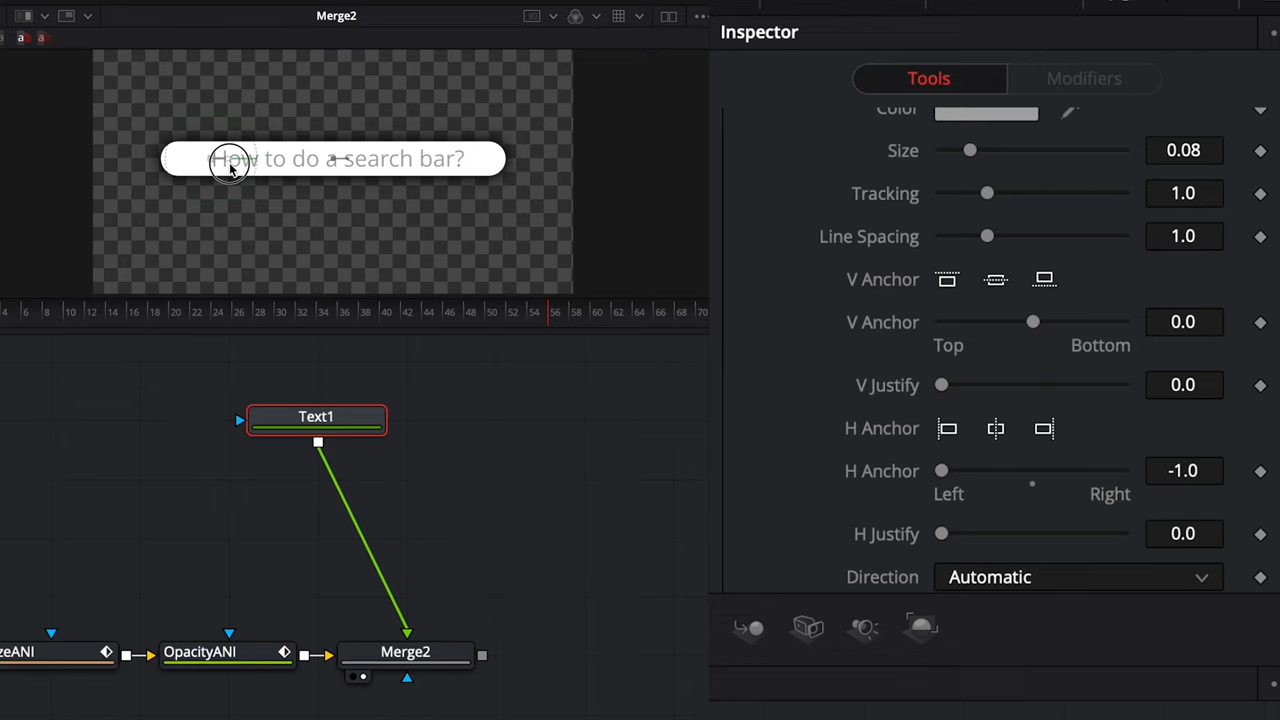 Merge2
Inspector
a a
Tools Modifiers
Color
How to do a search bar?
Size 0.08
Tracking 1.0
Line Spacing 1.0
V Anchor
V Anchor 0.0
Top Bottom
4 6 8 10 12 14 16 18 20 22 24 26 28 30 32 34 36 38 40 42 44 46 48 50 52 54 56 58 60 62 64 66 68 70
V Justify 0.0
Text1
H Anchor
H Anchor -1.0
Left Right
H Justify 0.0
Direction Automatic
zeANI OpacityANI Merge2